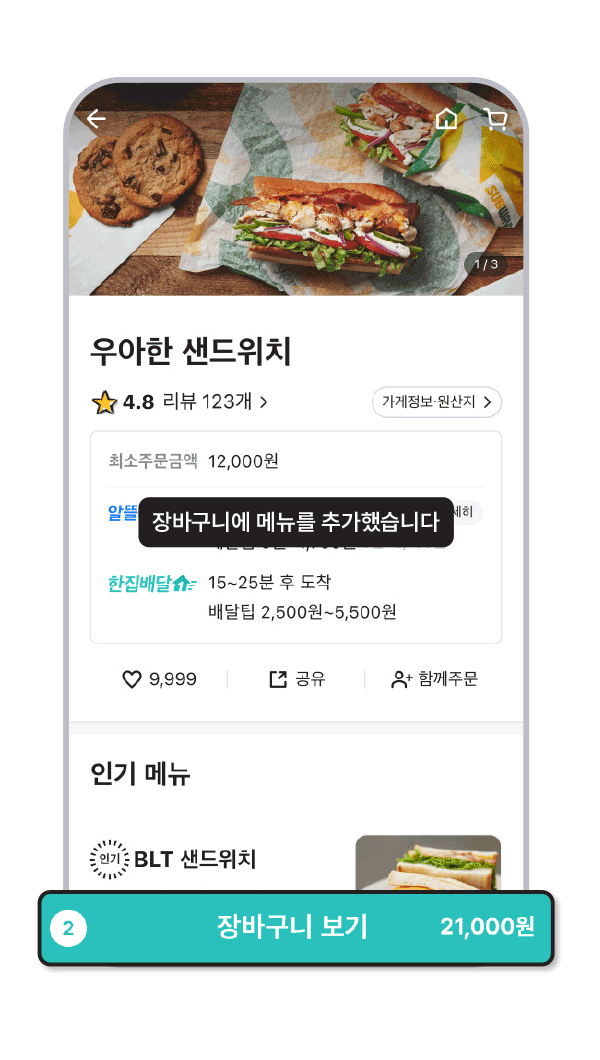 SUBWAY
1 / 3
우아한 샌드위치
4.8 리뷰 123개
가게정보·원산지
최소주문금액 12,000원
알뜰
세히
장바구니에 메뉴를 추가했습니다
한집배달 15~25분 후 도착
배달팁 2,500원~5,500원
9,999 공유 함께주문
인기 메뉴
인기 BLT 샌드위치
2 장바구니 보기 21,000원